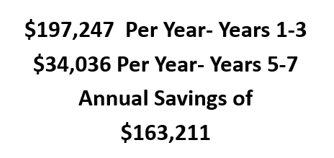 $197,247  Per Year- Years 1-3
$34,036 Per Year- Years 5-7
Annual Savings of
$163,211